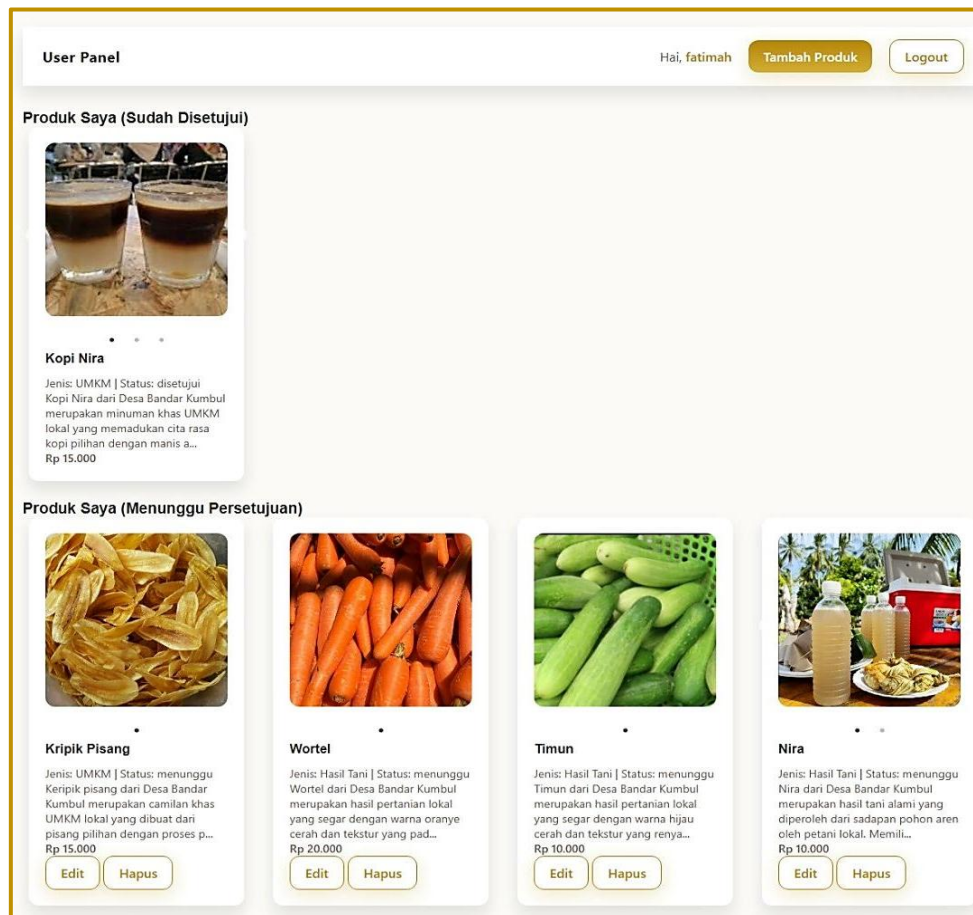 User Panel
Hai, fatimah
Tambah Produk
Logout
Produk Saya (Sudah Disetujui)
Kopi Nira
Jenis: UMKM | Status: disetujui
Kopi Nira dari Desa Bandar Kumbul
merupakan minuman khas UMKM
lokal yang memadukan cita rasa
kopi pilihan dengan manis a...
Rp 15.000
Produk Saya (Menunggu Persetujuan)
Kripik Pisang
Jenis: UMKM | Status: menunggu
Keripik pisang dari Desa Bandar
Kumbul merupakan camilan khas
UMKM lokal yang dibuat dari
pisang pilihan dengan proses p...
Rp 15.000
Edit
Hapus
Wortel
Jenis: Hasil Tani | Status: menunggu
Wortel dari Desa Bandar Kumbul
merupakan hasil pertanian lokal
yang segar dengan warna oranye
cerah dan tekstur yang pad...
Rp 20.000
Edit
Hapus
Timun
Jenis: Hasil Tani | Status: menunggu
Timun dari Desa Bandar Kumbul
merupakan hasil pertanian lokal
yang segar dengan warna hijau
cerah dan tekstur yang renya...
Rp 10.000
Edit
Hapus
Nira
Jenis: Hasil Tani | Status: menunggu
Nira dari Desa Bandar Kumbul
merupakan hasil tani alami yang
diperoleh dari sadapan pohon aren
oleh petani lokal. Memili...
Rp 10.000
Edit
Hapus